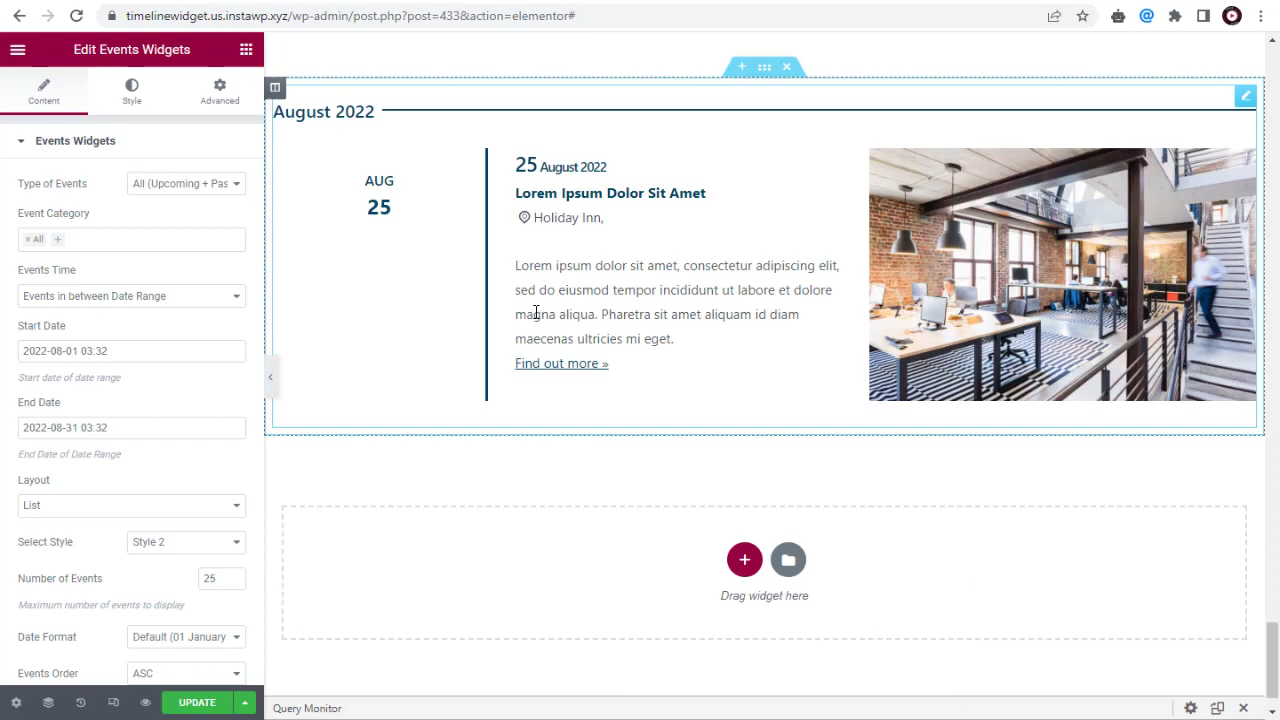 timelinewidget.us.instawp.xyz/wp-admin/post.php?post=433&action=elementor#
Edit Events Widgets
Content
Style
Advanced
Events Widgets
Type of Events
All (Upcoming + Pas
Event Category
× All +
Events Time
Events in between Date Range
Start Date
2022-08-01 03:32
Start date of date range
End Date
2022-08-31 03:32
End Date of Date Range
Layout
List
Select Style
Style 2
Number of Events
25
Maximum number of events to display
Date Format
Default (01 January
Events Order
ASC
UPDATE
August 2022
AUG
25
25 August 2022
Lorem Ipsum Dolor Sit Amet
Holiday Inn,
Lorem ipsum dolor sit amet, consectetur adipiscing elit,
sed do eiusmod tempor incididunt ut labore et dolore
magna aliqua. Pharetra sit amet aliquam id diam
maecenas ultricies mi eget.
Find out more »
Drag widget here
Query Monitor